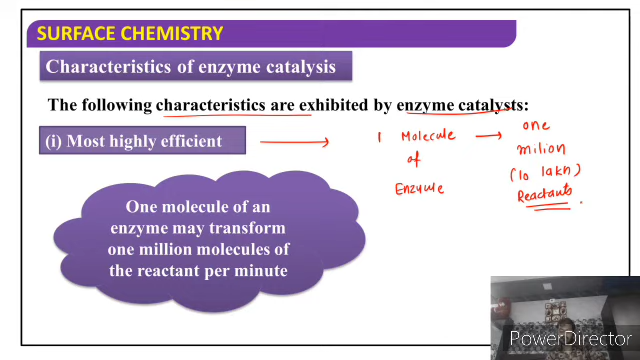 SURFACE CHEMISTRY
Characteristics of enzyme catalysis
The following characteristics are exhibited by enzyme catalysts:
(i) Most highly efficient
1 Molecule
of
Enzyme
one
milion
(10 lakh)
Reactants
One molecule of an
enzyme may transform
one million molecules of
the reactant per minute
PowerDirector